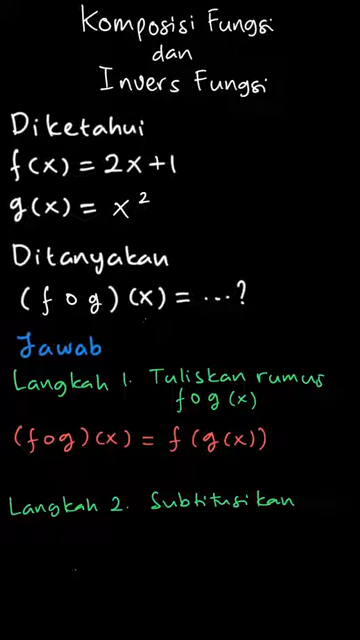 Komposisi Fungsi
dan
Invers Fungsi
Diketahui
f(x) = 2x+1
g(x) = x²
Ditanyakan
(f o g)(x) = ...?
Jawab
Langkah 1. Tuliskan rumus
f o g (x)
(f o g)(x) = f(g(x))
Langkah 2. Subtitusikan